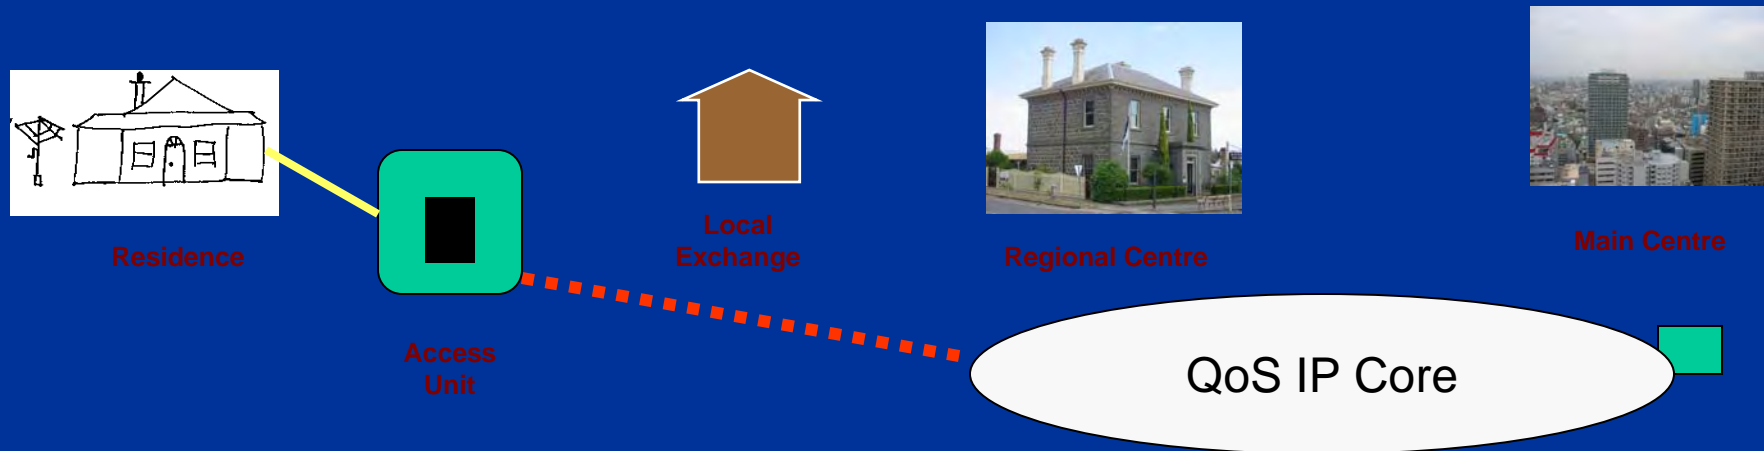 Residence
Access
Unit
Local
Exchange
Regional Centre
Main Centre
QoS IP Core